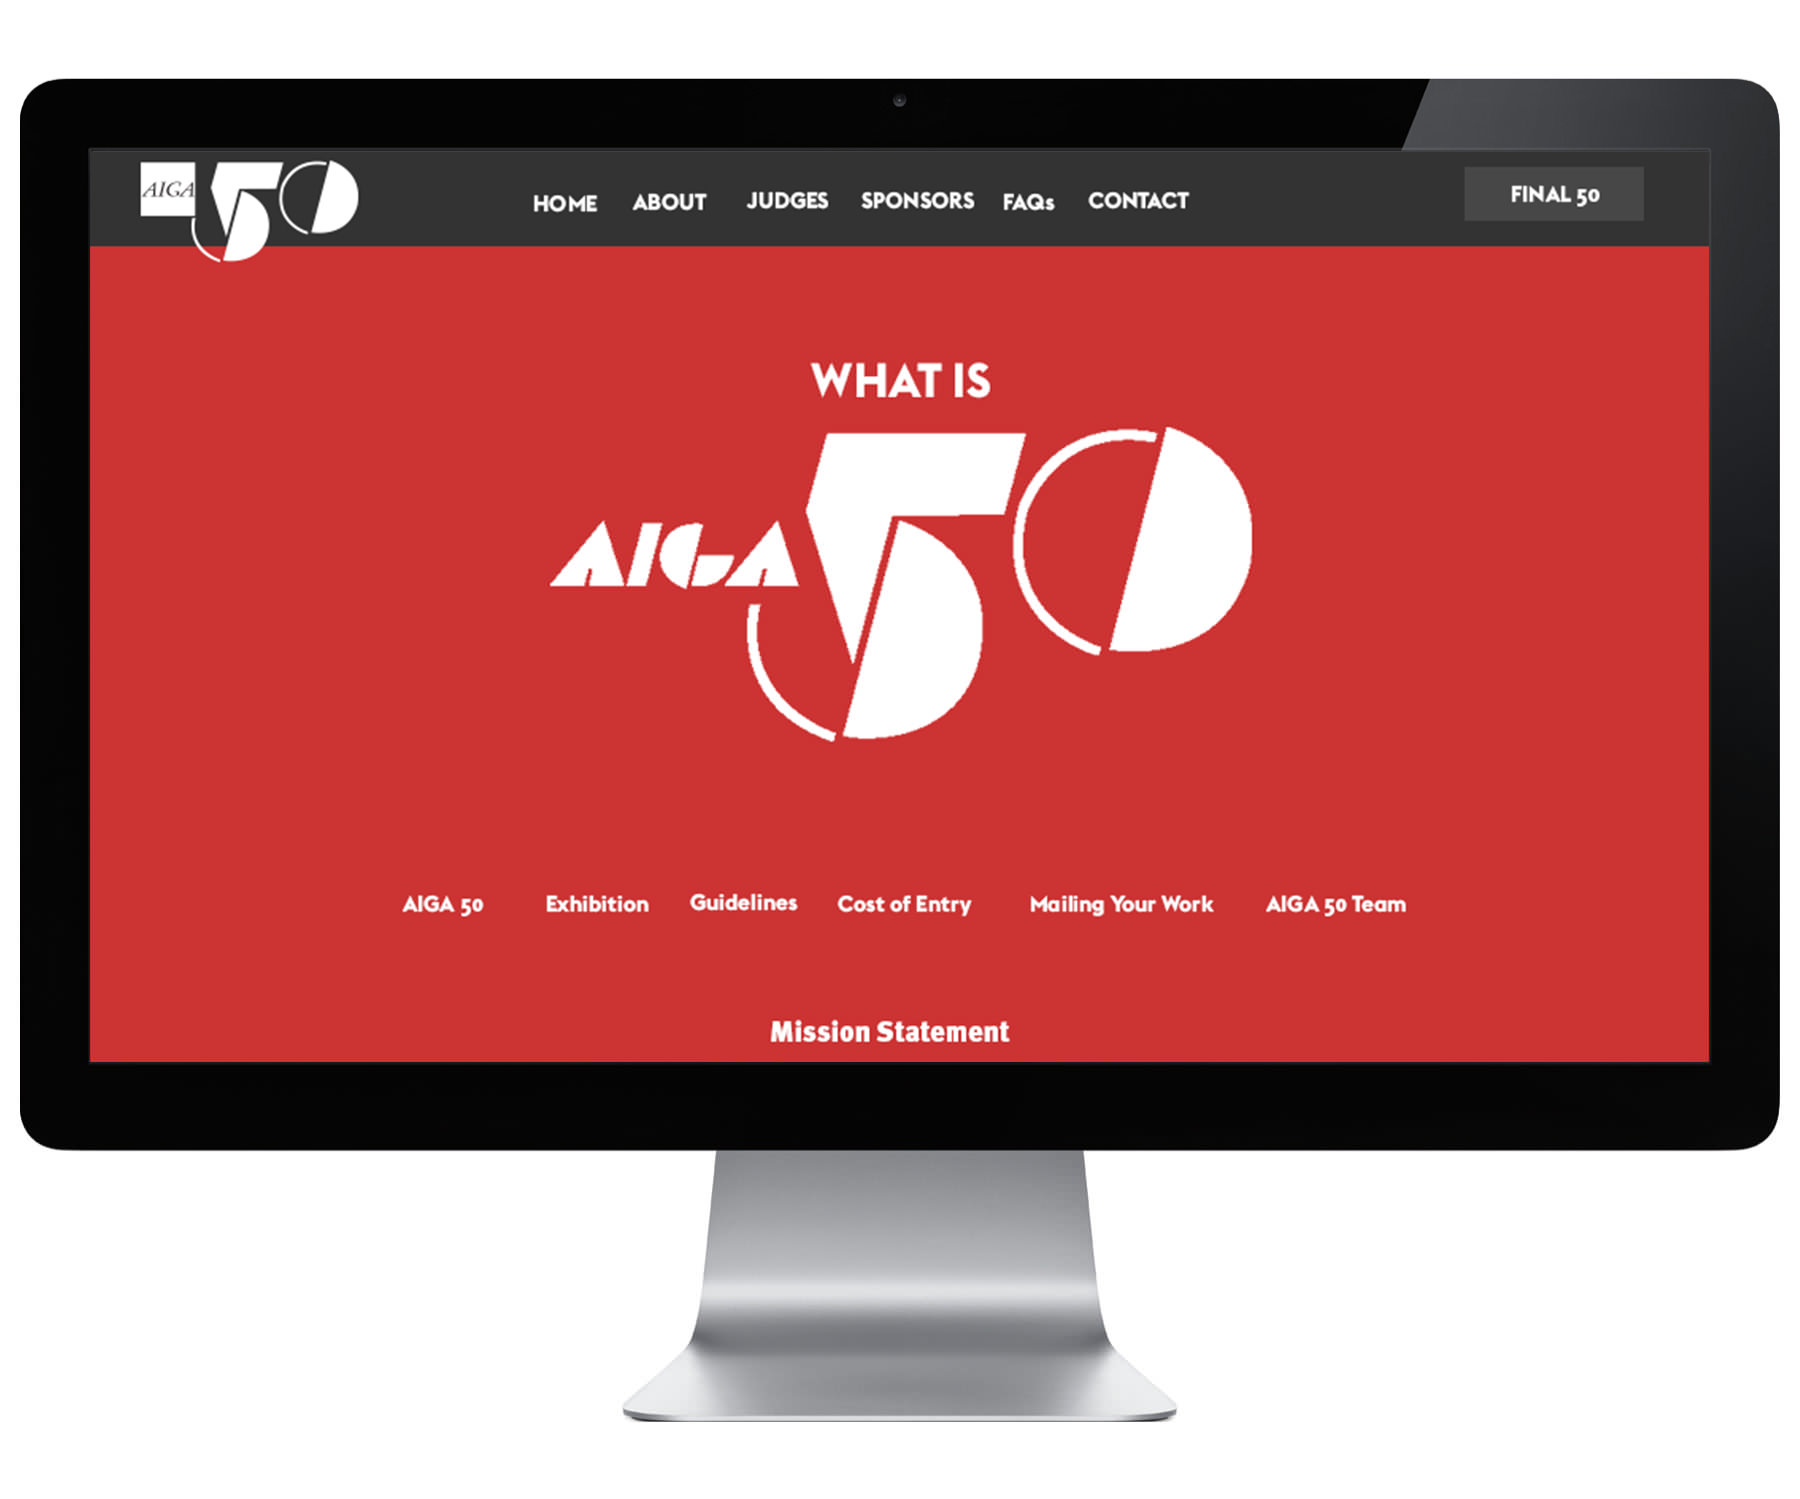 AIGA 50
HOME ABOUT JUDGES SPONSORS FAQs CONTACT
FINAL 50
WHAT IS
AIGA 50
AIGA 50 Exhibition Guidelines Cost of Entry Mailing Your Work AIGA 50 Team
Mission Statement